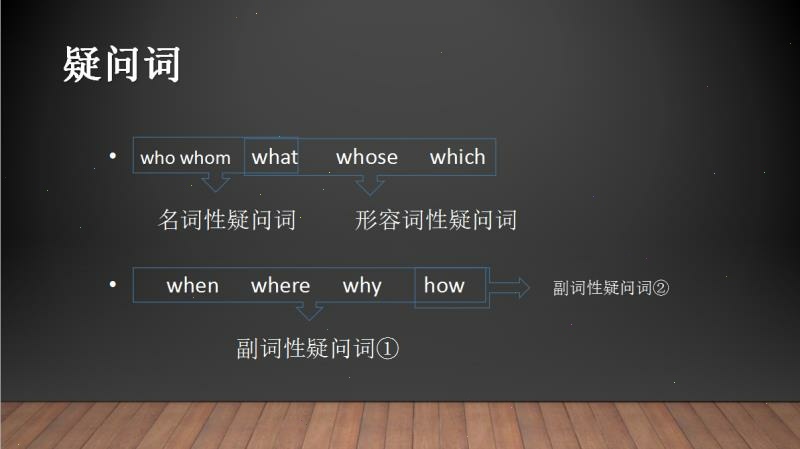 疑问词
• who whom what whose which
名词性疑问词 形容词性疑问词
• when where why how
副词性疑问词②
副词性疑问词①